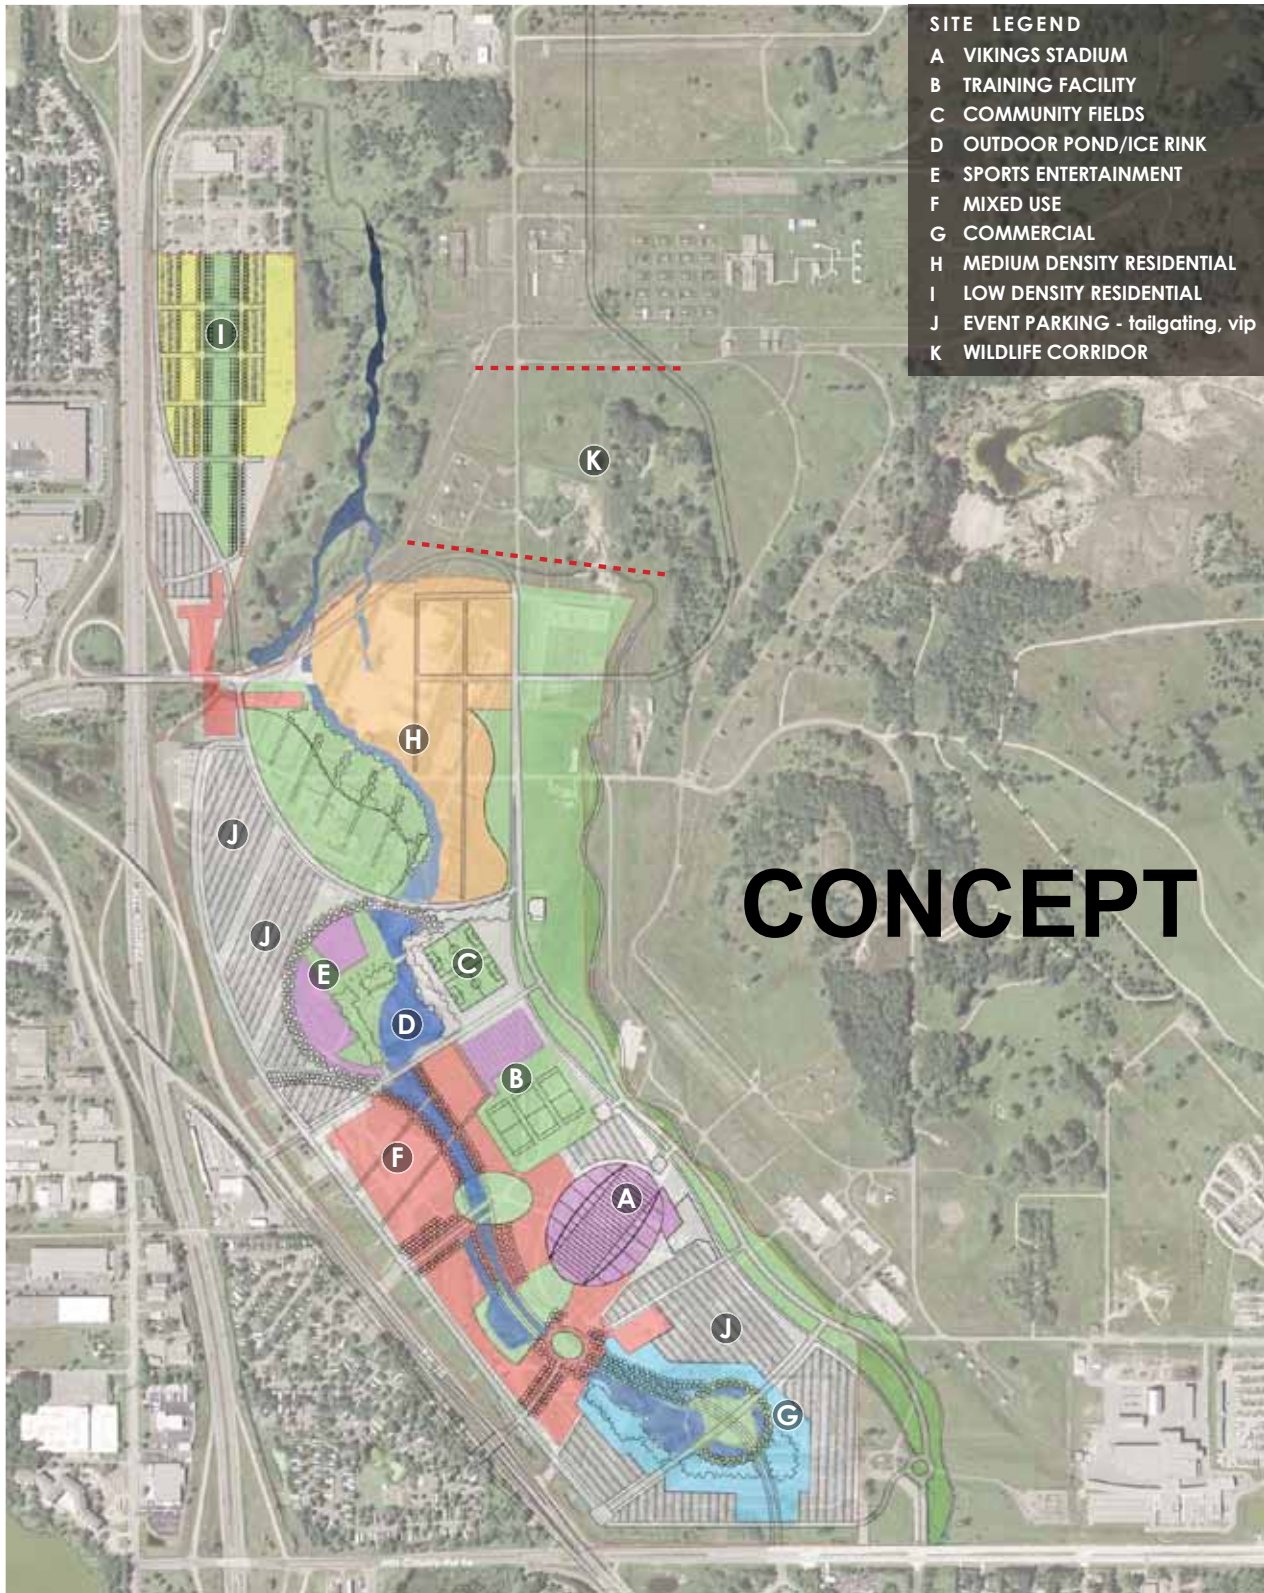 SITE LEGEND
A VIKINGS STADIUM
B TRAINING FACILITY
C COMMUNITY FIELDS
D OUTDOOR POND/ICE RINK
E SPORTS ENTERTAINMENT
F MIXED USE
G COMMERCIAL
H MEDIUM DENSITY RESIDENTIAL
I LOW DENSITY RESIDENTIAL
J EVENT PARKING - tailgating, vip
K WILDLIFE CORRIDOR
I
K
H
J
CONCEPT
J
E
C
D
B
F
A
J
G